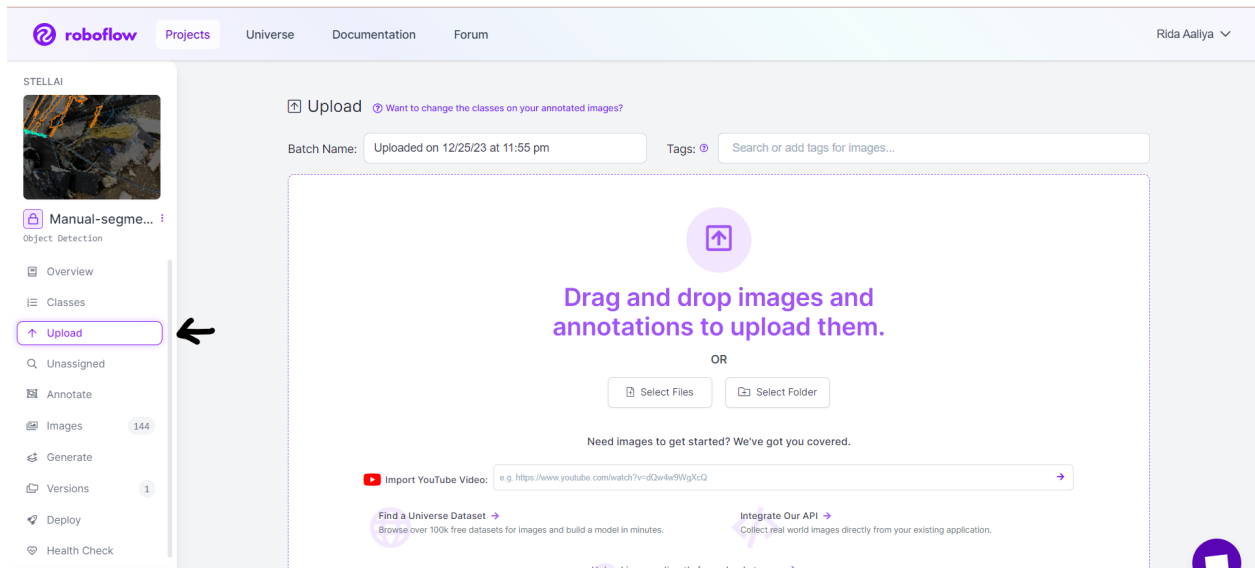 roboflow Projects Universe Documentation Forum Rida Aaliya
STELLAI
Manual-segme...
Object Detection
Overview
Classes
Upload
Unassigned
Annotate
Images 144
Generate
Versions 1
Deploy
Health Check
Upload Want to change the classes on your annotated images?
Batch Name: Uploaded on 12/25/23 at 11:55 pm Tags: Search or add tags for images...
Drag and drop images and
annotations to upload them.
OR
Select Files Select Folder
Need images to get started? We've got you covered.
Import YouTube Video: e.g. https://www.youtube.com/watch?v=dQw4w9WgXcQ
Find a Universe Dataset →
Browse over 100k free datasets for images and build a model in minutes.
Integrate Our API →
Collect real world images directly from your existing application.